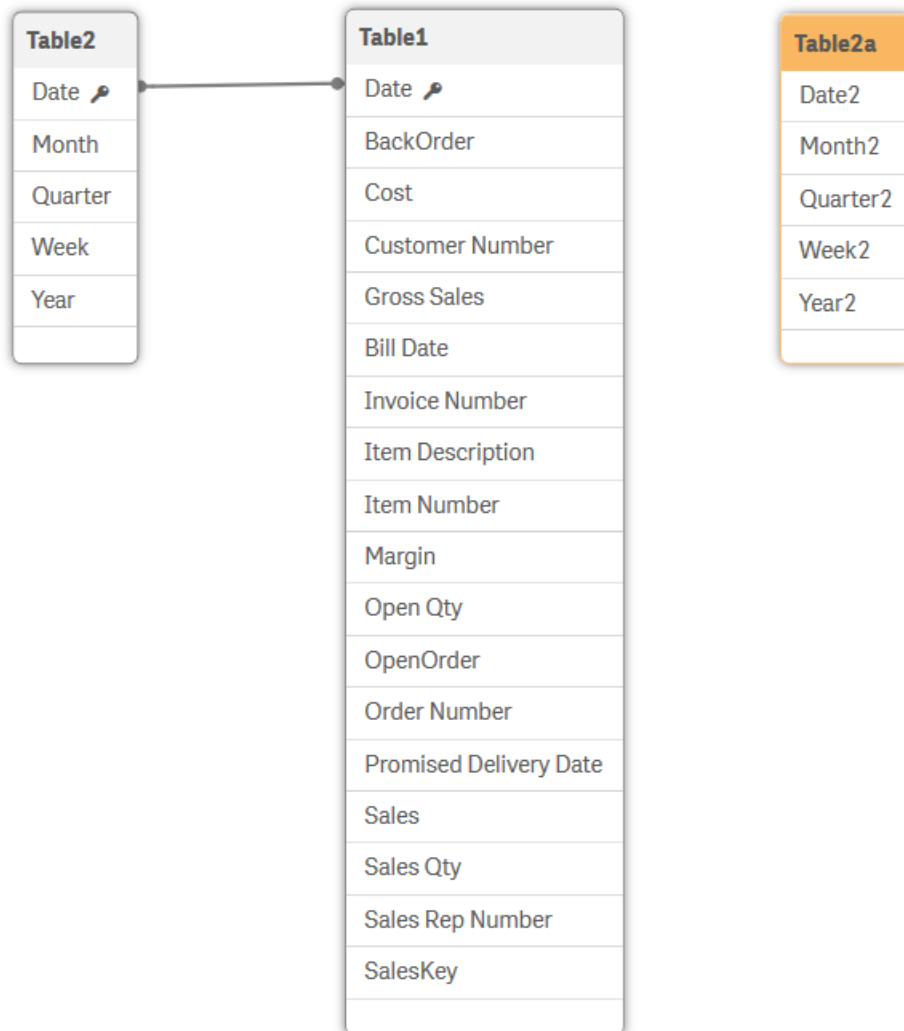 Table2
Date
Month
Quarter
Week
Year
Table1
Date
BackOrder
Cost
Customer Number
Gross Sales
Bill Date
Invoice Number
Item Description
Item Number
Margin
Open Qty
OpenOrder
Order Number
Promised Delivery Date
Sales
Sales Qty
Sales Rep Number
SalesKey
Table2a
Date2
Month2
Quarter2
Week2
Year2